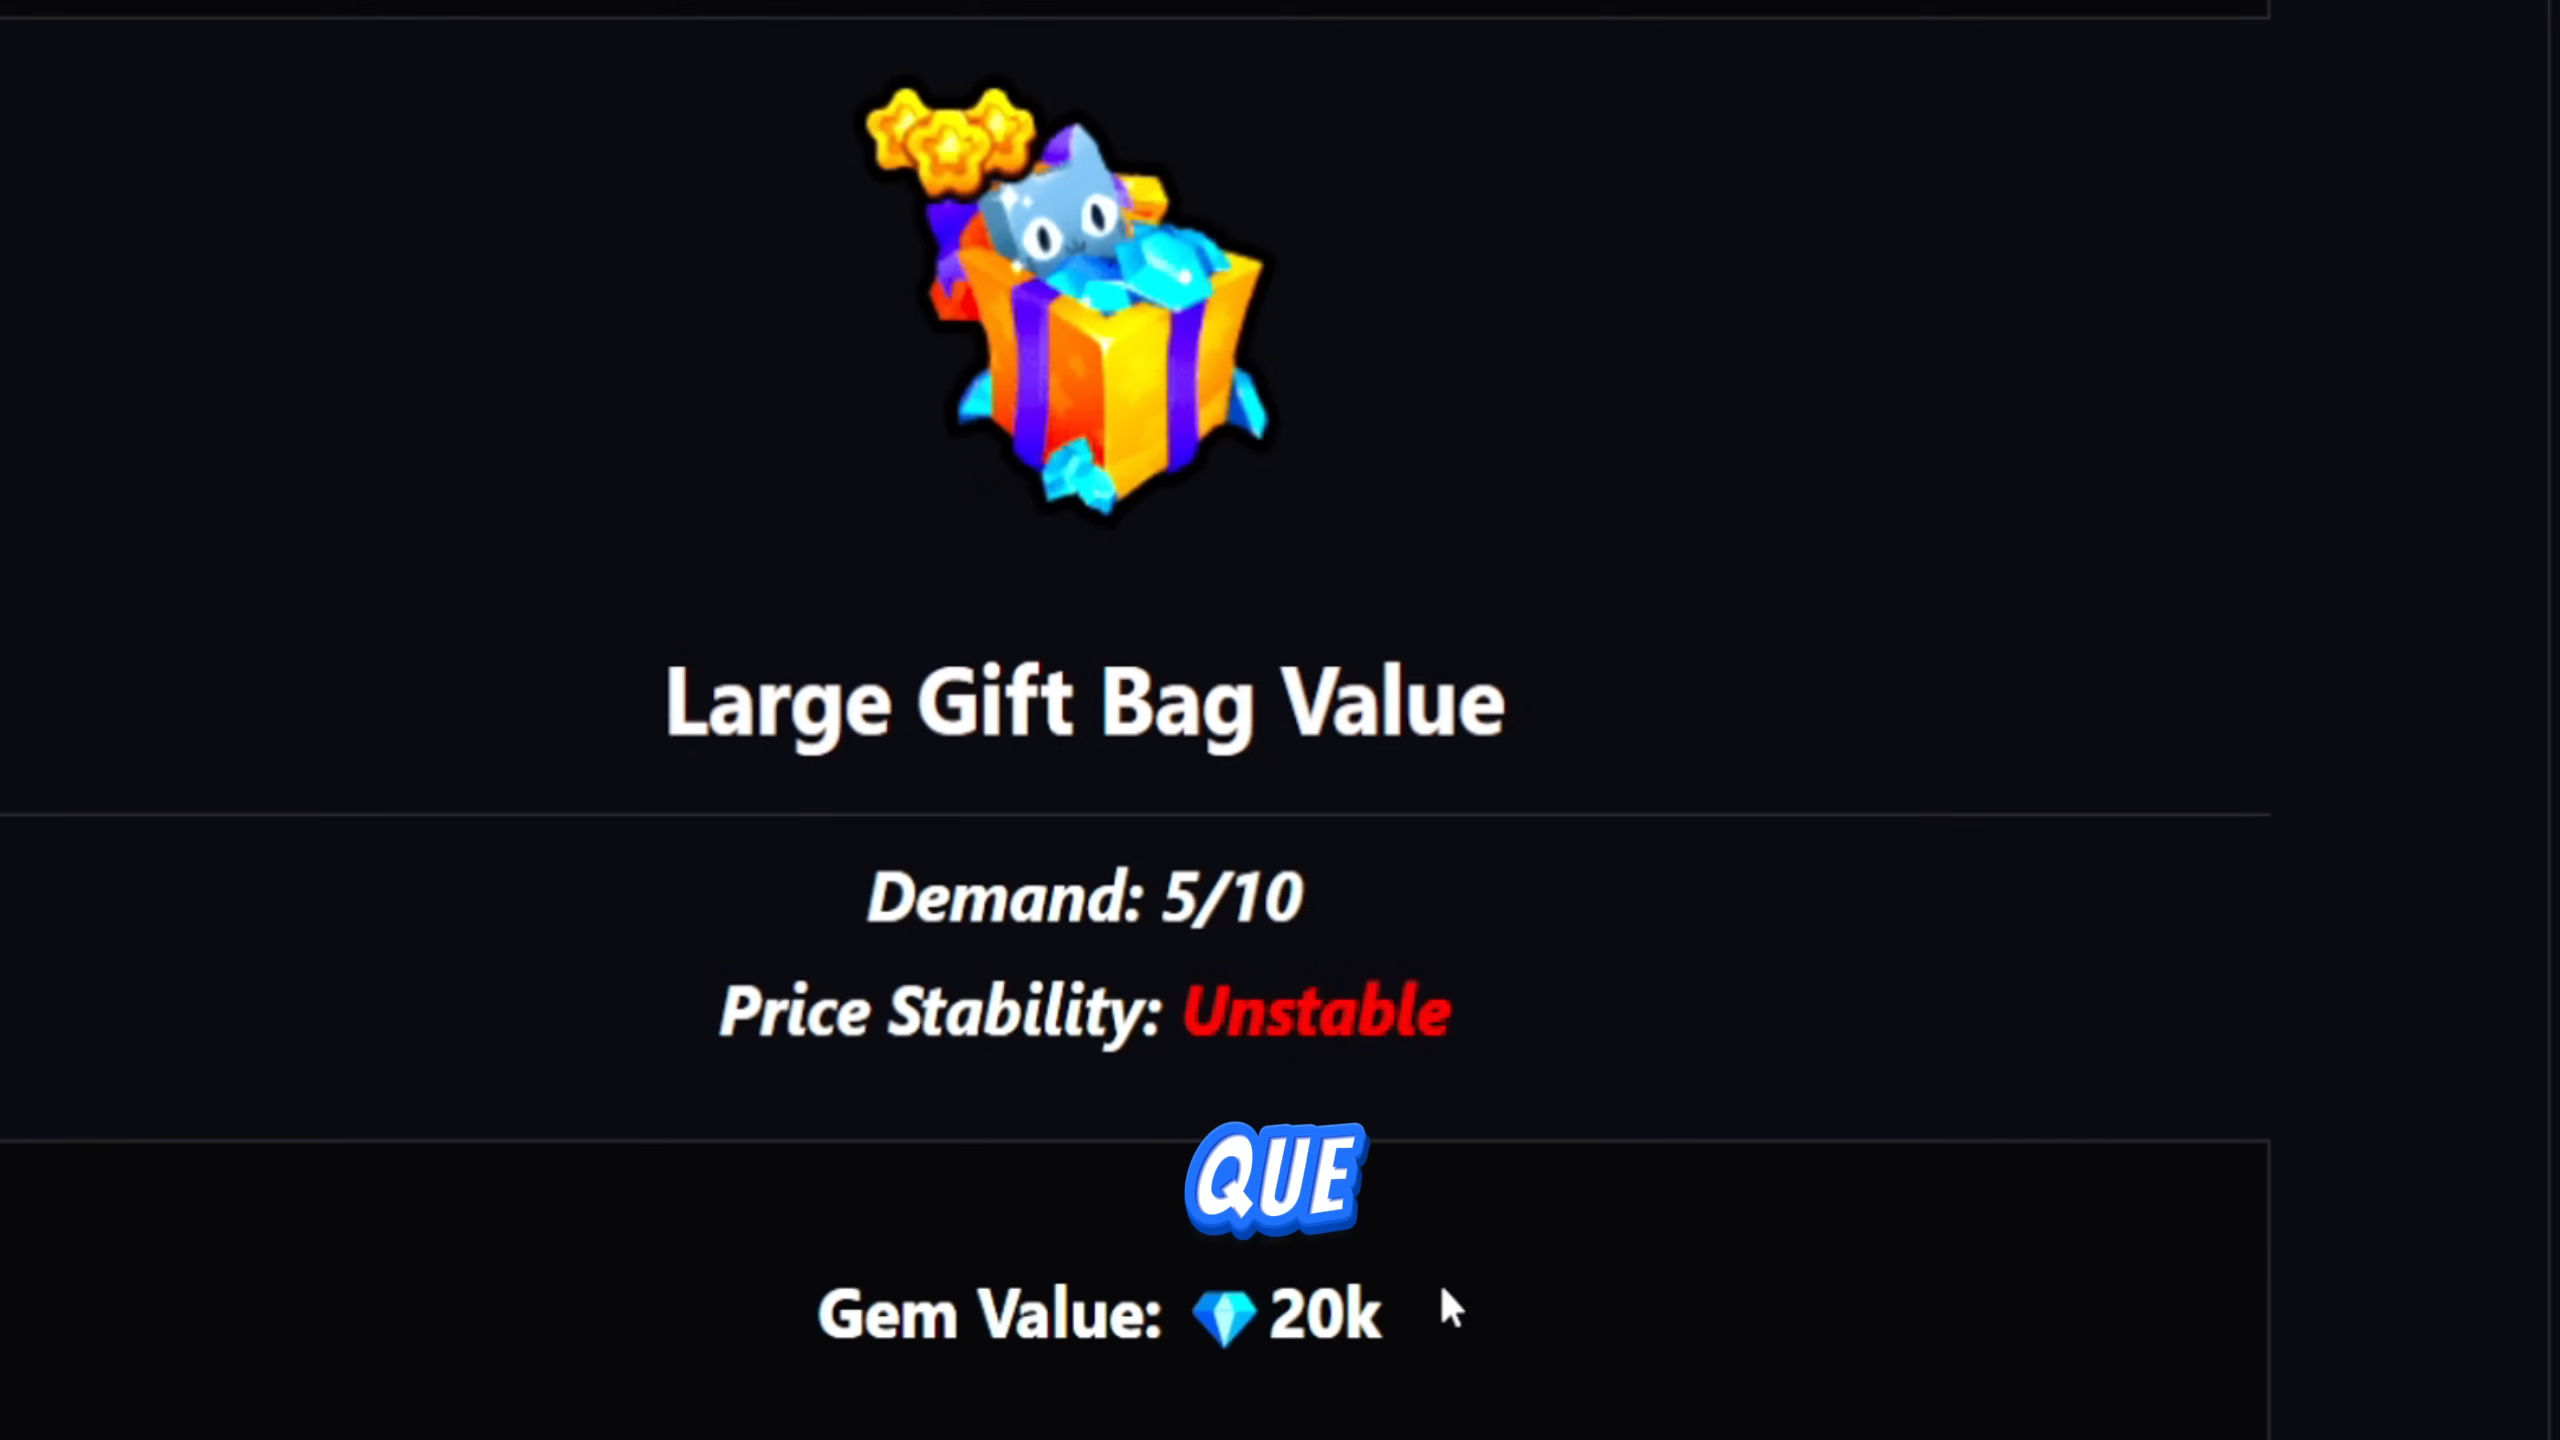 Large Gift Bag Value
Demand: 5/10
Price Stability: Unstable
QUE
Gem Value: 20k